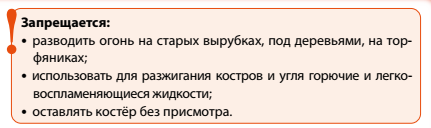 Запрещается:
• разводить огонь на старых вырубках, под деревьями, на тор-
фяниках;
• использовать для разжигания костров и угля горючие и легко-
воспламеняющиеся жидкости;
• оставлять костёр без присмотра.